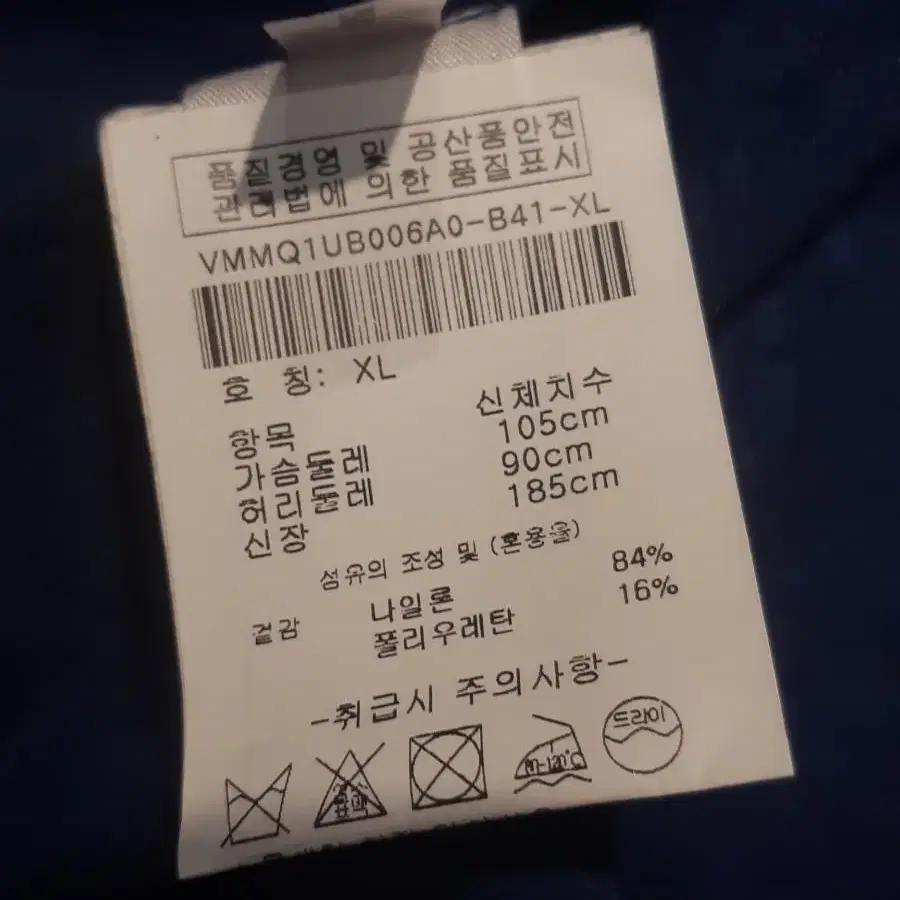 품질경영 및 공산품안전
관리법에 의한 품질표시
VMMQ1UB006A0-B41-XL
호 칭: XL
항목 신체치수
가슴둘레 105cm
허리둘레 90cm
신장 185cm
섬유의 조성 및 (혼용율)
겉감 나일론 84%
폴리우레탄 16%
-취급시 주의사항-
드라이